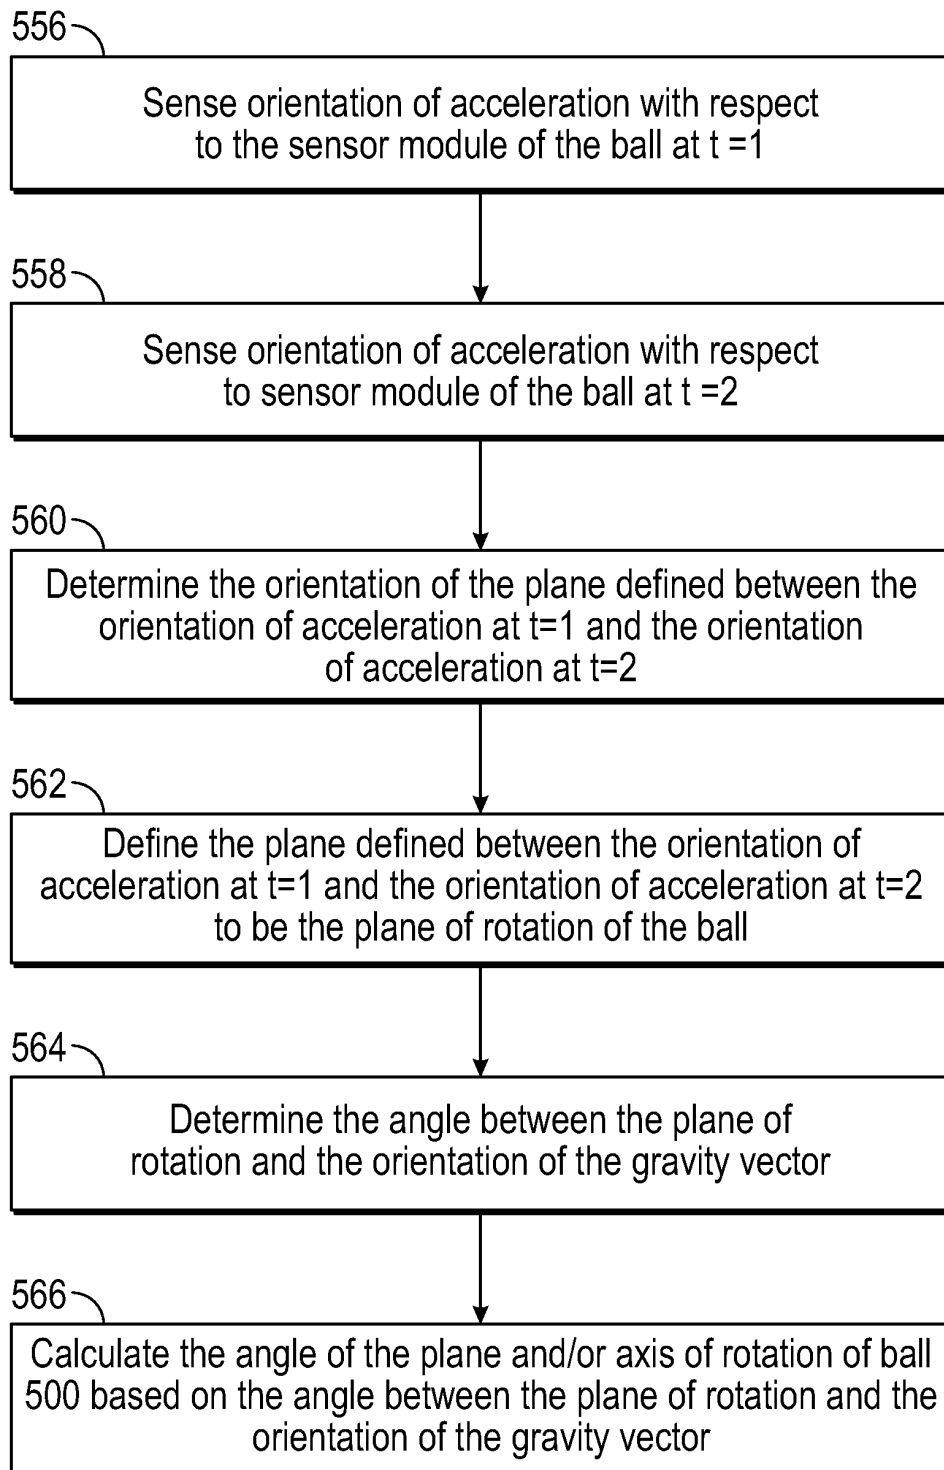 556
Sense orientation of acceleration with respect
to the sensor module of the ball at t =1
558
Sense orientation of acceleration with respect
to sensor module of the ball at t =2
560
Determine the orientation of the plane defined between the
orientation of acceleration at t=1 and the orientation
of acceleration at t=2
562
Define the plane defined between the orientation of
acceleration at t=1 and the orientation of acceleration at t=2
to be the plane of rotation of the ball
564
Determine the angle between the plane of
rotation and the orientation of the gravity vector
566
Calculate the angle of the plane and/or axis of rotation of ball
500 based on the angle between the plane of rotation and the
orientation of the gravity vector